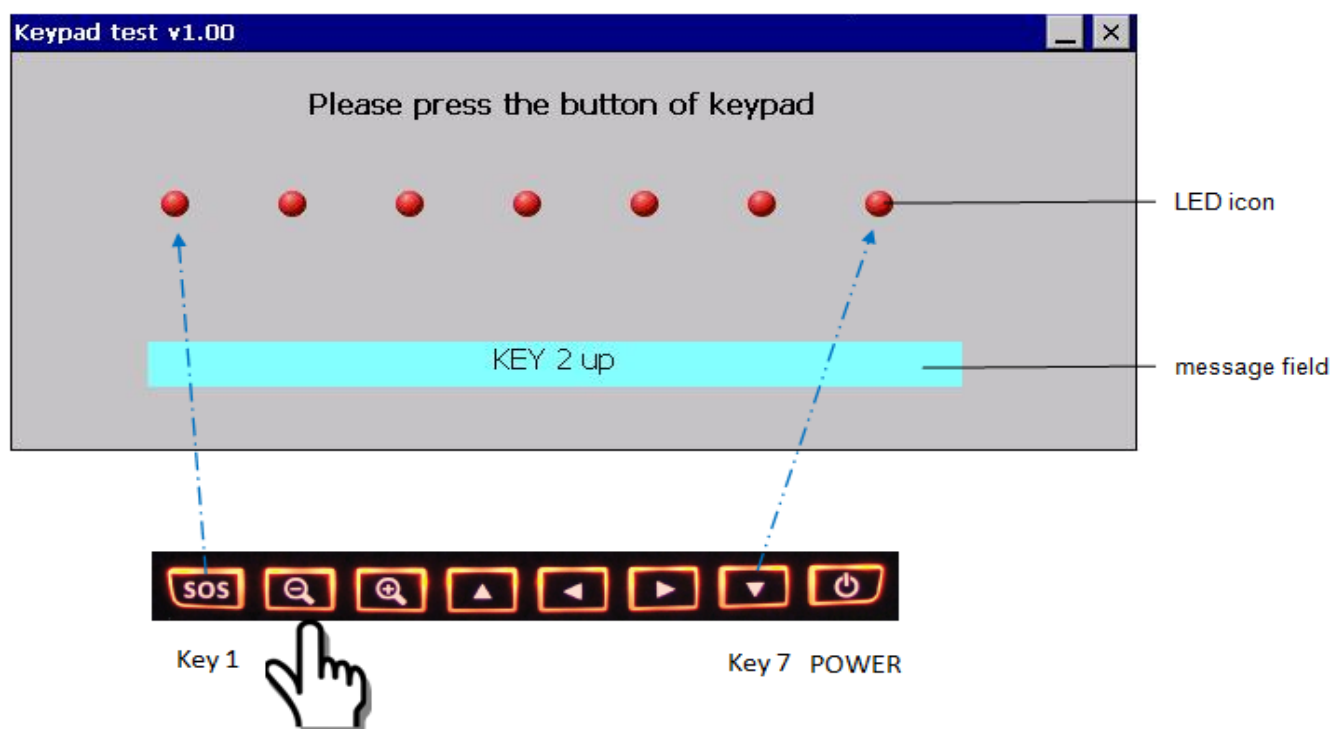 Keypad test v1.00
Please press the button of keypad
LED icon
KEY 2 up
message field
SOS
Key 1
Key 7 POWER